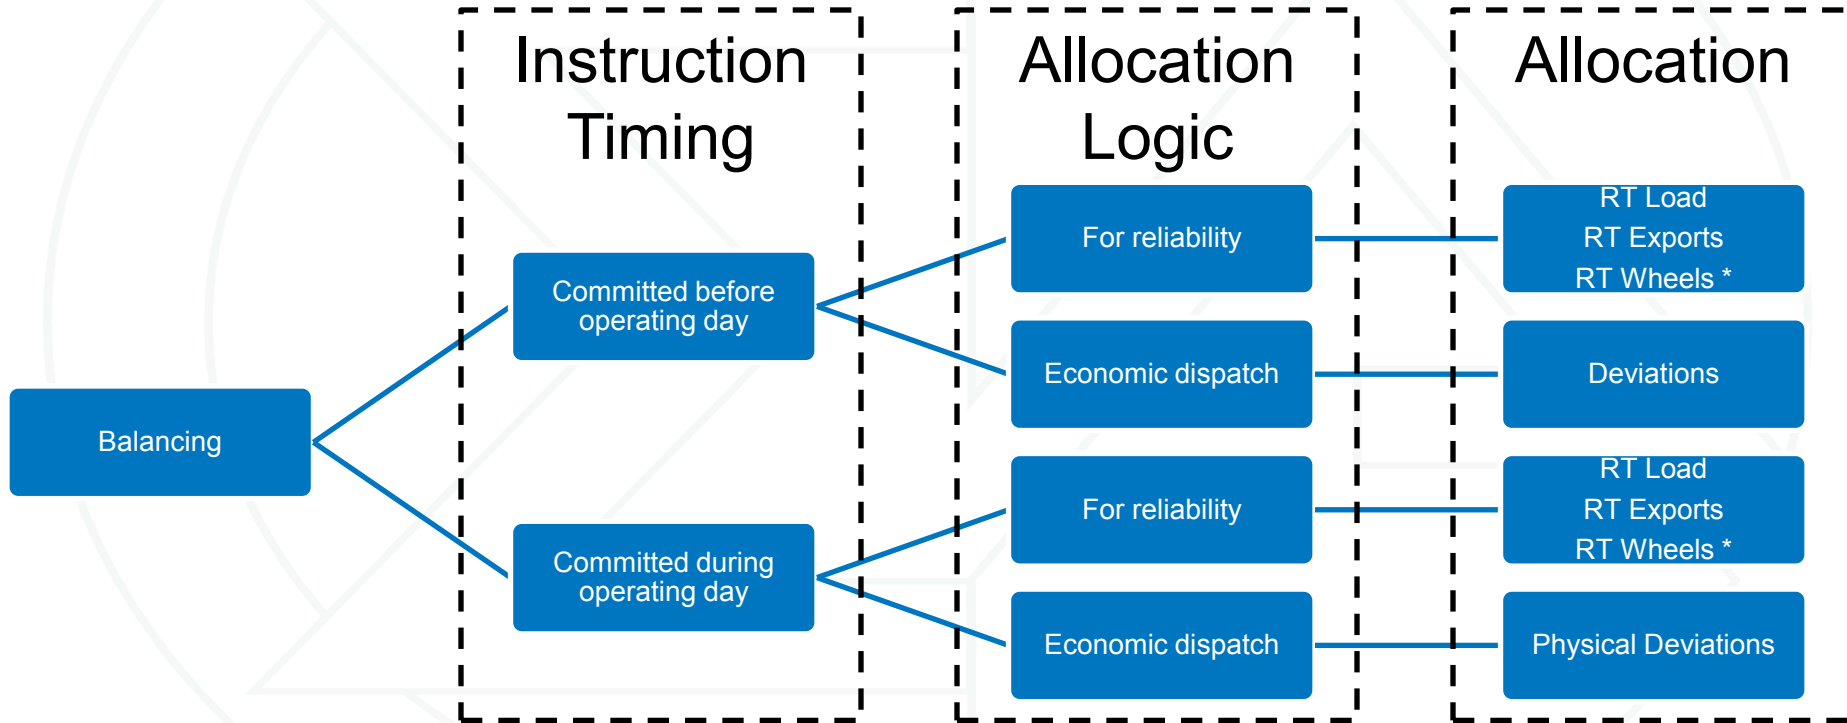 Instruction
Timing
Allocation
Logic
Allocation
Balancing
Committed before
operating day
Committed during
operating day
For reliability
Economic dispatch
For reliability
Economic dispatch
RT Load
RT Exports
RT Wheels *
Deviations
RT Load
RT Exports
RT Wheels *
Physical Deviations